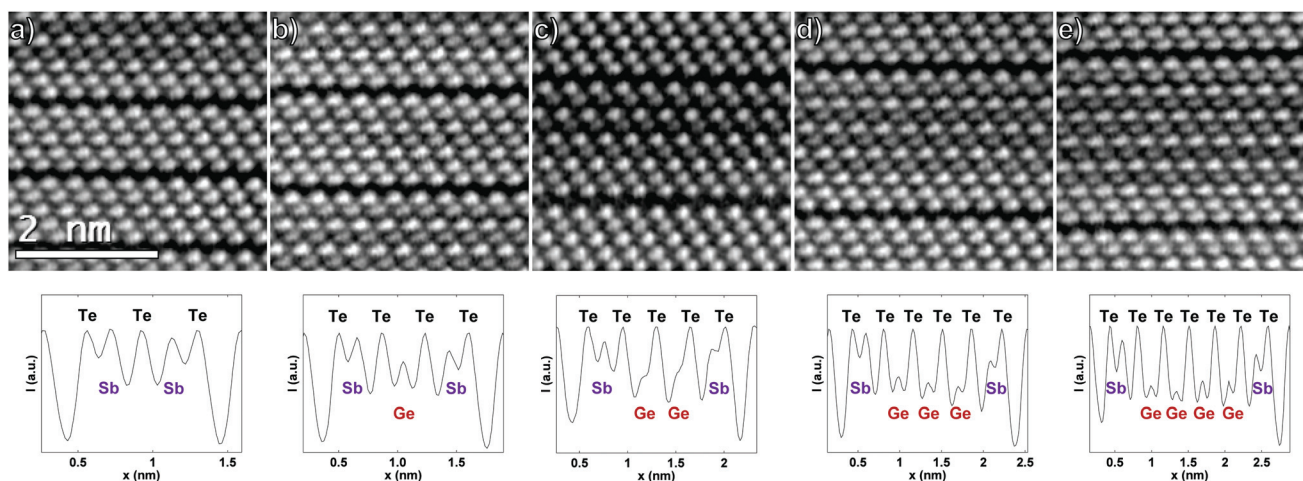 a) b) c) d) e)
2 nm
Te Te Te
Sb Sb
I (a.u.)
0.5 1 1.5
x (nm)
Te Te Te Te
Sb Sb
Ge
I (a.u.)
0.5 1.0 1.5
x (nm)
Te Te Te Te Te
Sb Sb
Ge Ge
I (a.u.)
0.5 1 1.5 2
x (nm)
Te Te Te Te Te Te
Sb Sb
Ge Ge Ge
I (a.u.)
0.5 1 1.5 2 2.5
x (nm)
Te Te Te Te Te Te Te
Sb Sb
Ge Ge Ge Ge
I (a.u.)
0.5 1 1.5 2 2.5
x (nm)